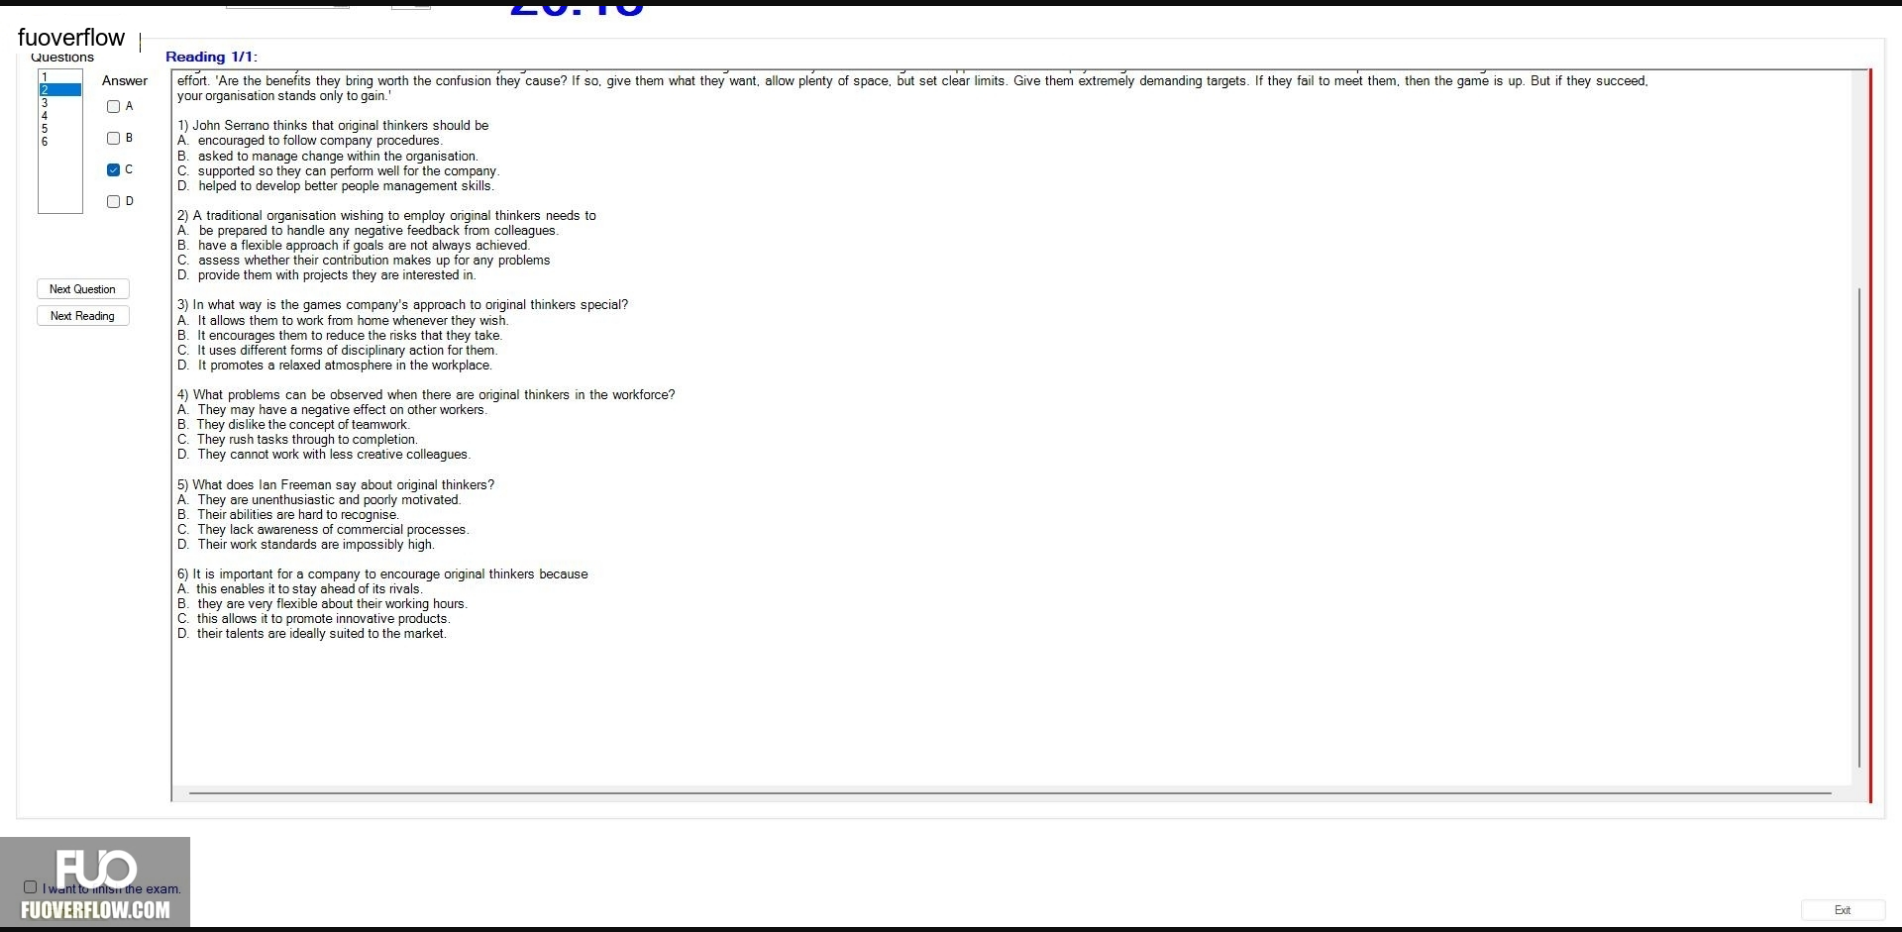 fuoverflow
Questions
Reading 1/1:
1
2
3
4
5
6
Answer
A
B
C
D
Next Question
Next Reading
effort. 'Are the benefits they bring worth the confusion they cause? If so, give them what they want, allow plenty of space, but set clear limits. Give them extremely demanding targets. If they fail to meet them, then the game is up. But if they succeed,
your organisation stands only to gain.'
1) John Serrano thinks that original thinkers should be
A. encouraged to follow company procedures.
B. asked to manage change within the organisation.
C. supported so they can perform well for the company.
D. helped to develop better people management skills.
2) A traditional organisation wishing to employ original thinkers needs to
A. be prepared to handle any negative feedback from colleagues.
B. have a flexible approach if goals are not always achieved.
C. assess whether their contribution makes up for any problems
D. provide them with projects they are interested in.
3) In what way is the games company's approach to original thinkers special?
A. It allows them to work from home whenever they wish.
B. It encourages them to reduce the risks that they take.
C. It uses different forms of disciplinary action for them.
D. It promotes a relaxed atmosphere in the workplace.
4) What problems can be observed when there are original thinkers in the workforce?
A. They may have a negative effect on other workers.
B. They dislike the concept of teamwork.
C. They rush tasks through to completion.
D. They cannot work with less creative colleagues.
5) What does Ian Freeman say about original thinkers?
A. They are unenthusiastic and poorly motivated.
B. Their abilities are hard to recognise.
C. They lack awareness of commercial processes.
D. Their work standards are impossibly high.
6) It is important for a company to encourage original thinkers because
A. this enables it to stay ahead of its rivals.
B. they are very flexible about their working hours.
C. this allows it to promote innovative products.
D. their talents are ideally suited to the market.
FUO
I want to finish the exam.
FUOVERFLOW.COM
Exit